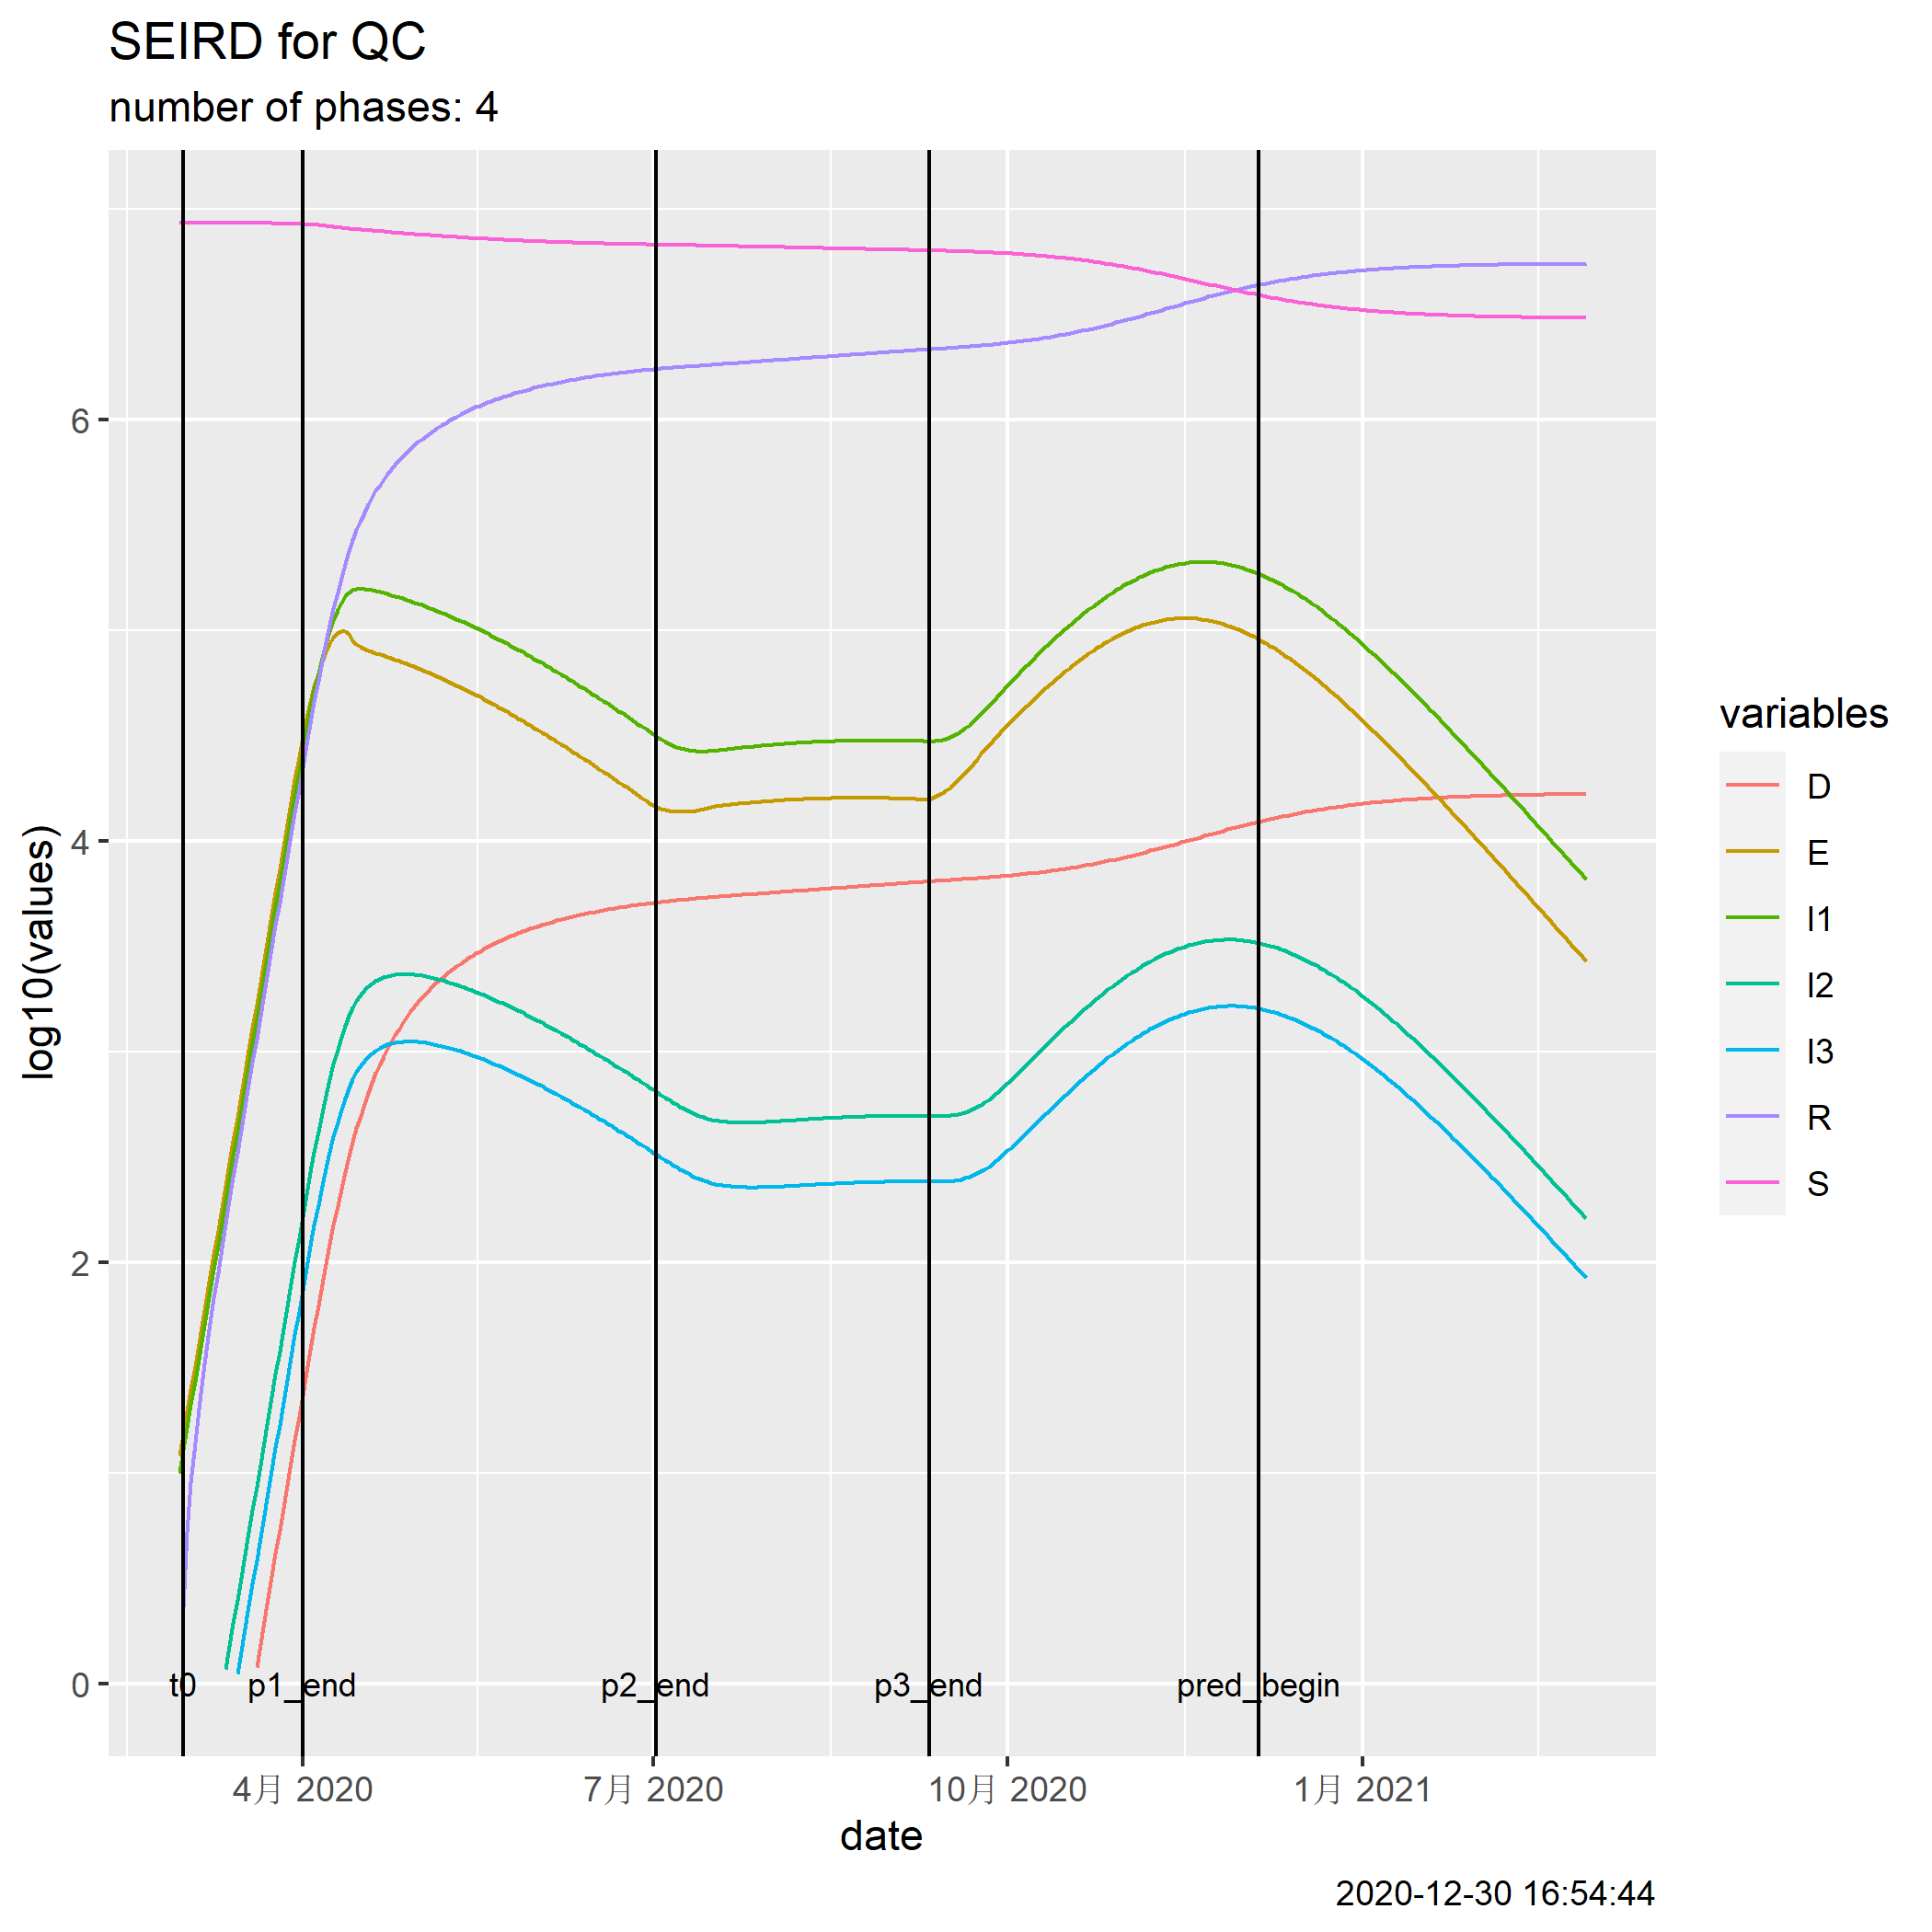 SEIRD for QC
number of phases: 4
log10(values)
6
4
2
0
t0 p1_end p2_end p3_end pred_begin
4月 2020 7月 2020 10月 2020 1月 2021
date
variables
D
E
I1
I2
I3
R
S
2020-12-30 16:54:44